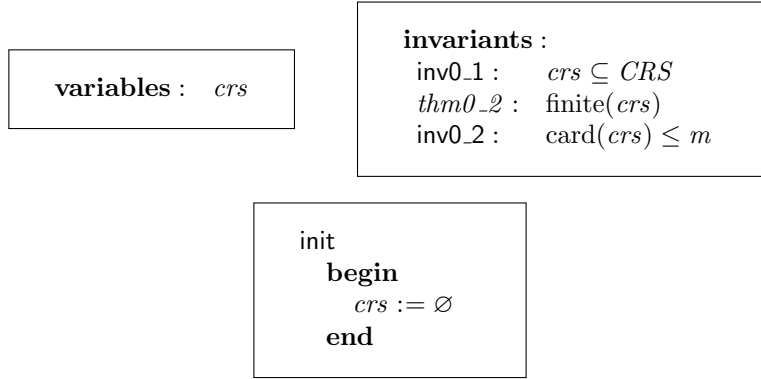 variables : crs
invariants :
inv0_1 : crs ⊆ CRS
thm0_2 : finite(crs)
inv0_2 : card(crs) ≤ m
init
begin
crs := ∅
end